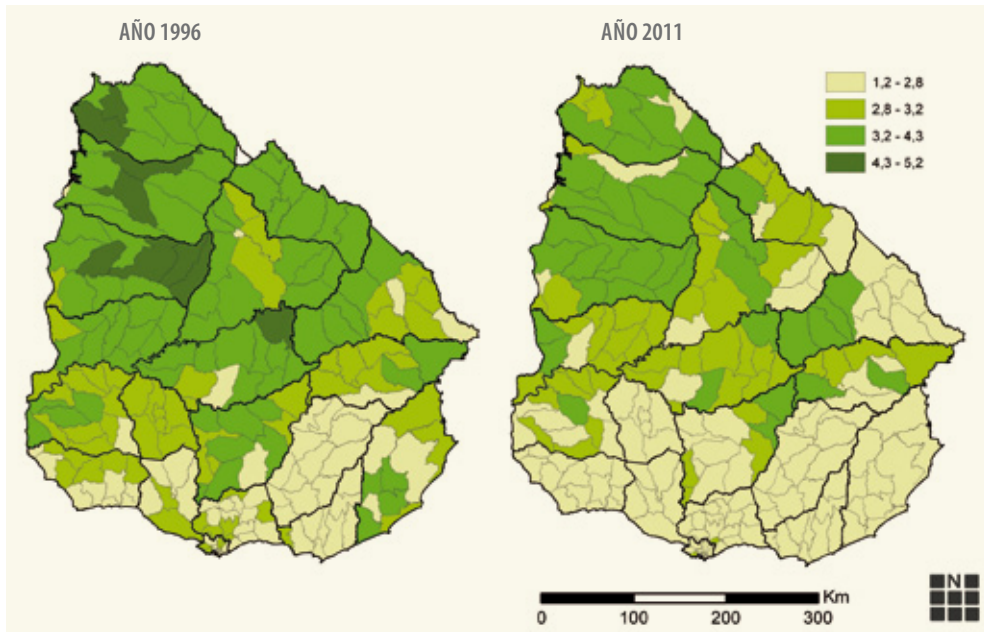 AÑO 1996
AÑO 2011
1,2 - 2,8
2,8 - 3,2
3,2 - 4,3
4,3 - 5,2
N
Km
0 100 200 300